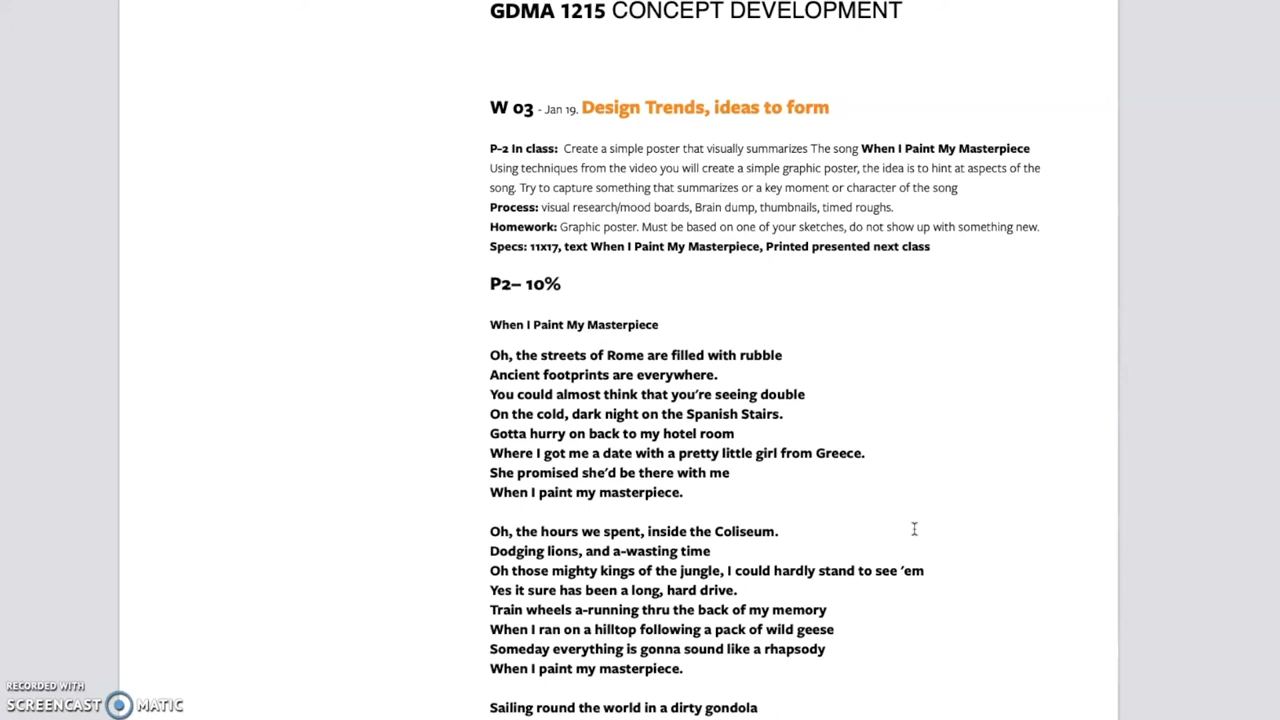 GDMA 1215 CONCEPT DEVELOPMENT
W 03 - Jan 19. Design Trends, ideas to form
P-2 In class: Create a simple poster that visually summarizes The song When I Paint My Masterpiece
Using techniques from the video you will create a simple graphic poster, the idea is to hint at aspects of the
song. Try to capture something that summarizes or a key moment or character of the song
Process: visual research/mood boards, Brain dump, thumbnails, timed roughs.
Homework: Graphic poster. Must be based on one of your sketches, do not show up with something new.
Specs: 11x17, text When I Paint My Masterpiece, Printed presented next class
P2– 10%
When I Paint My Masterpiece
Oh, the streets of Rome are filled with rubble
Ancient footprints are everywhere.
You could almost think that you’re seeing double
On the cold, dark night on the Spanish Stairs.
Gotta hurry on back to my hotel room
Where I got me a date with a pretty little girl from Greece.
She promised she’d be there with me
When I paint my masterpiece.
Oh, the hours we spent, inside the Coliseum.
Dodging lions, and a-wasting time
Oh those mighty kings of the jungle, I could hardly stand to see ’em
Yes it sure has been a long, hard drive.
Train wheels a-running thru the back of my memory
When I ran on a hilltop following a pack of wild geese
Someday everything is gonna sound like a rhapsody
When I paint my masterpiece.
Sailing round the world in a dirty gondola
RECORDED WITH
SCREENCAST MATIC